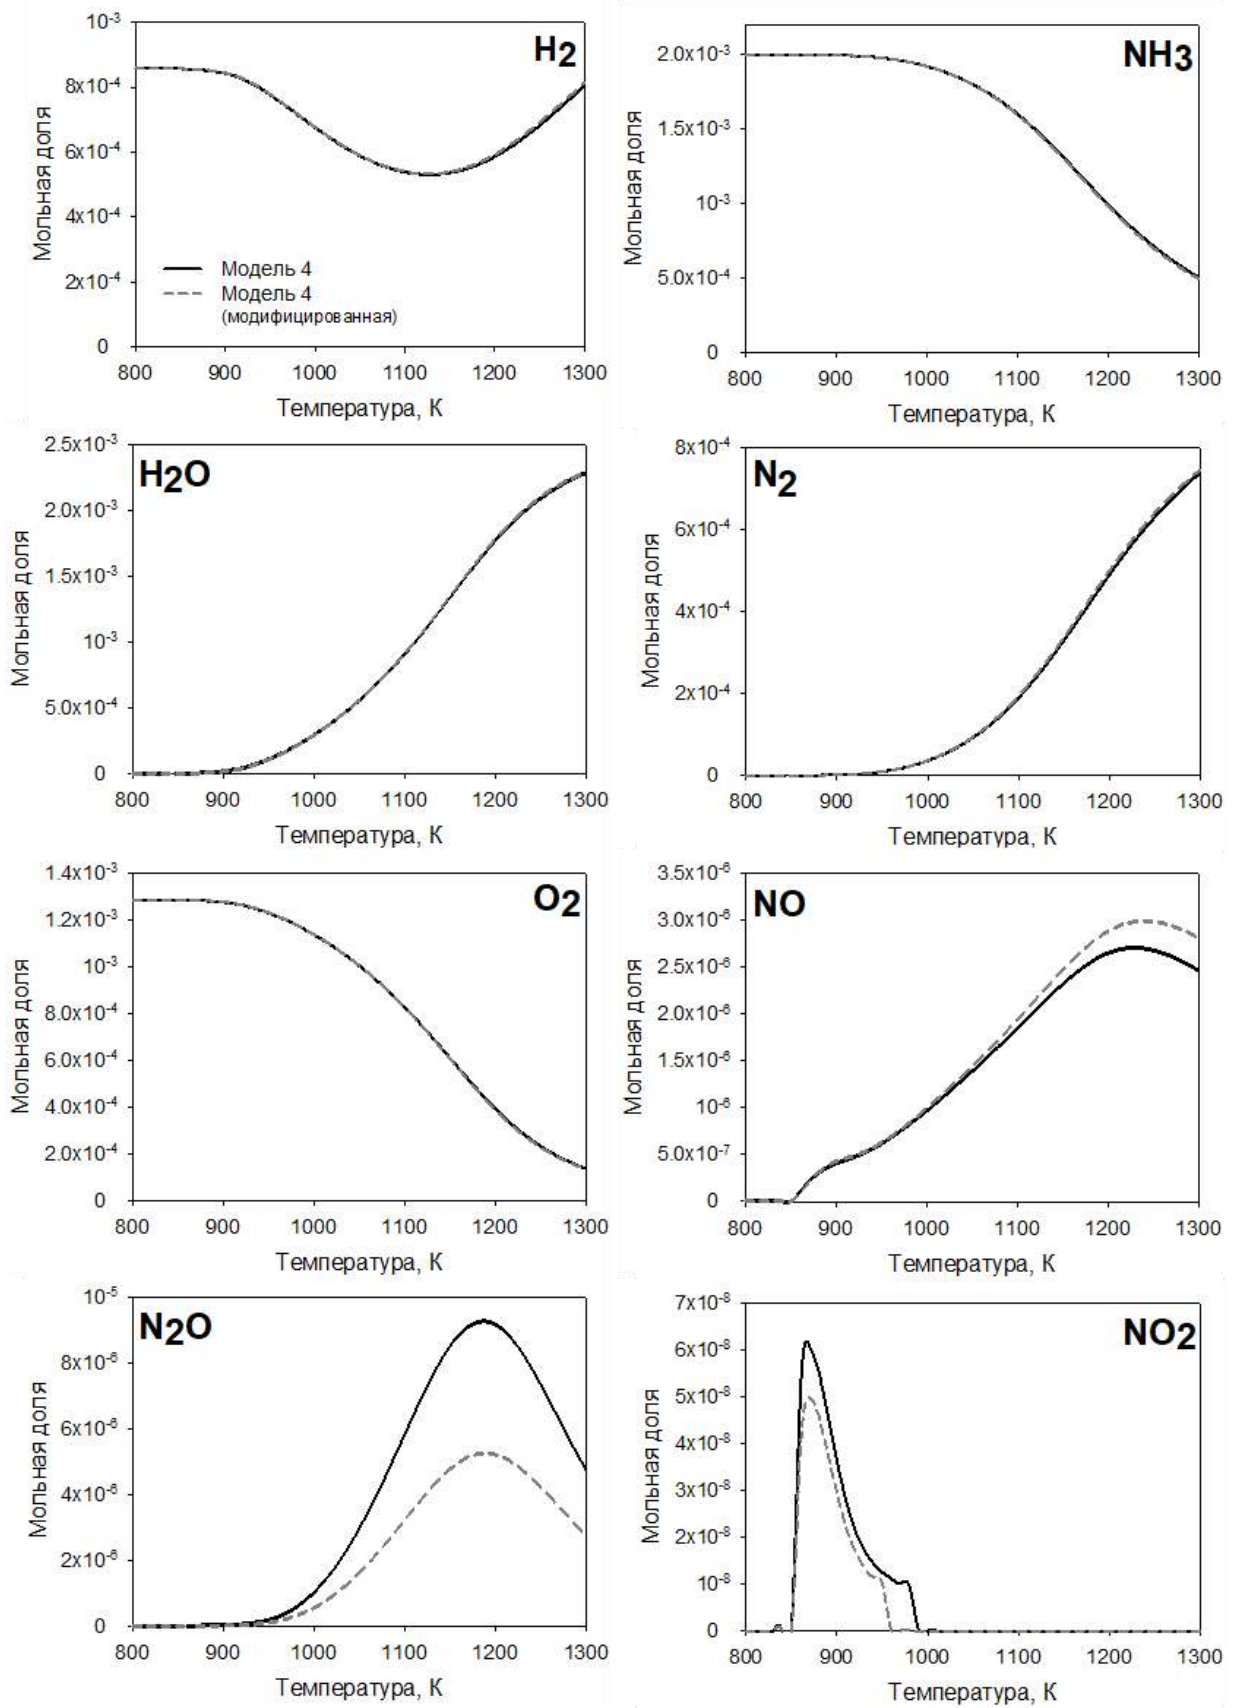 H2
Мольная доля
10⁻³
8x10⁻⁴
6x10⁻⁴
4x10⁻⁴
2x10⁻⁴
0
Модель 4
Модель 4
(модифицированная)
800 900 1000 1100 1200 1300
Температура, К
NH3
Мольная доля
2.0x10⁻³
1.5x10⁻³
10⁻³
5.0x10⁻⁴
0
800 900 1000 1100 1200 1300
Температура, К
H2O
Мольная доля
2.5x10⁻³
2.0x10⁻³
1.5x10⁻³
10⁻³
5.0x10⁻⁴
0
800 900 1000 1100 1200 1300
Температура, К
N2
Мольная доля
8x10⁻⁴
6x10⁻⁴
4x10⁻⁴
2x10⁻⁴
0
800 900 1000 1100 1200 1300
Температура, К
O2
Мольная доля
1.4x10⁻³
1.2x10⁻³
10⁻³
8.0x10⁻⁴
6.0x10⁻⁴
4.0x10⁻⁴
2.0x10⁻⁴
0
800 900 1000 1100 1200 1300
Температура, К
NO
Мольная доля
3.5x10⁻⁶
3.0x10⁻⁶
2.5x10⁻⁶
2.0x10⁻⁶
1.5x10⁻⁶
10⁻⁶
5.0x10⁻⁷
0
800 900 1000 1100 1200 1300
Температура, К
N2O
Мольная доля
10⁻⁵
8x10⁻⁶
6x10⁻⁶
4x10⁻⁶
2x10⁻⁶
0
800 900 1000 1100 1200 1300
Температура, К
NO2
Мольная доля
7x10⁻⁸
6x10⁻⁸
5x10⁻⁸
4x10⁻⁸
3x10⁻⁸
2x10⁻⁸
10⁻⁸
0
800 900 1000 1100 1200 1300
Температура, К